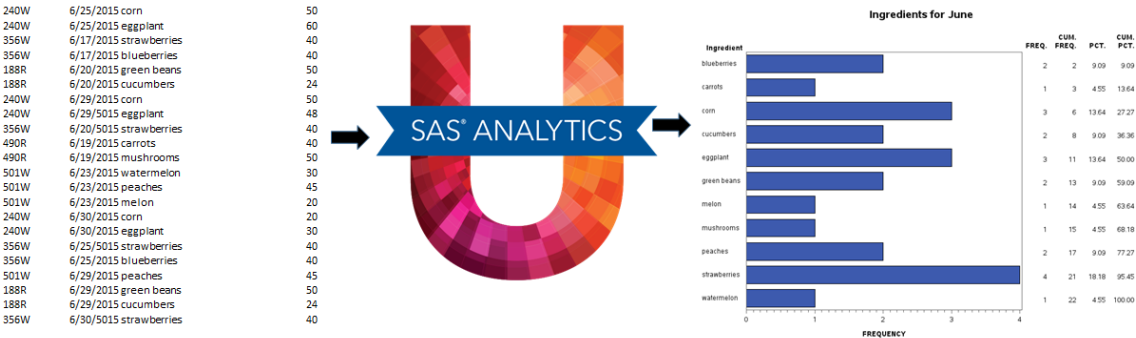 240W 6/25/2015 corn 50
240W 6/25/2015 eggplant 60
356W 6/17/2015 strawberries 40
356W 6/17/2015 blueberries 40
188R 6/20/2015 green beans 50
188R 6/20/2015 cucumbers 24
240W 6/29/2015 corn 50
240W 6/29/5015 eggplant 48
356W 6/20/5015 strawberries 40
490R 6/19/2015 carrots 40
490R 6/19/2015 mushrooms 50
501W 6/23/2015 watermelon 30
501W 6/23/2015 peaches 45
501W 6/23/2015 melon 20
240W 6/30/2015 corn 20
240W 6/30/2015 eggplant 30
356W 6/25/5015 strawberries 40
356W 6/25/2015 blueberries 40
501W 6/29/2015 peaches 45
188R 6/29/2015 green beans 50
188R 6/29/2015 cucumbers 24
356W 6/30/5015 strawberries 40
SAS® ANALYTICS
Ingredients for June
Ingredient FREQ. CUM. FREQ. PCT. CUM. PCT.
blueberries 2 2 9.09 9.09
carrots 1 3 4.55 13.64
corn 3 6 13.64 27.27
cucumbers 2 8 9.09 36.36
eggplant 3 11 13.64 50.00
green beans 2 13 9.09 59.09
melon 1 14 4.55 63.64
mushrooms 1 15 4.55 68.18
peaches 2 17 9.09 77.27
strawberries 4 21 18.18 95.45
watermelon 1 22 4.55 100.00
0 1 2 3 4
FREQUENCY